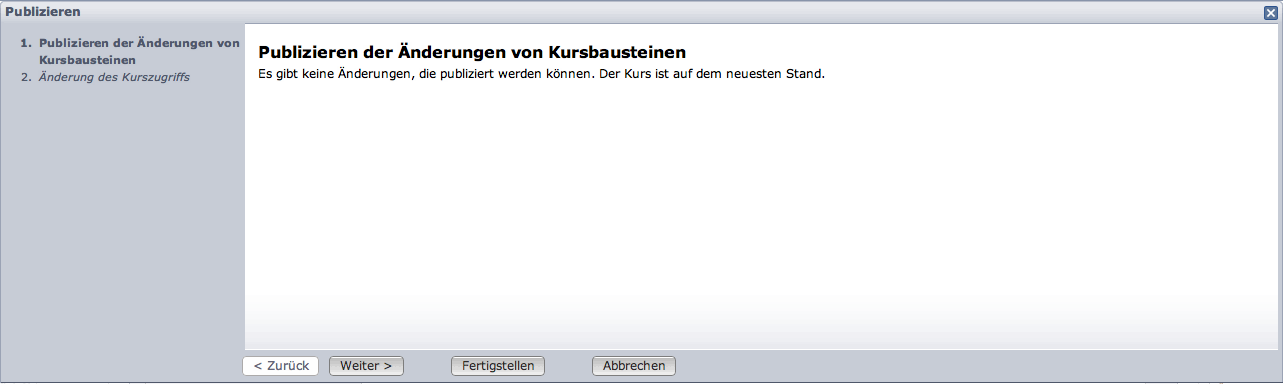 Publizieren
1. Publizieren der Änderungen von
Kursbausteinen
2. Änderung des Kurszugriffs
Publizieren der Änderungen von Kursbausteinen
Es gibt keine Änderungen, die publiziert werden können. Der Kurs ist auf dem neuesten Stand.
< Zurück Weiter > Fertigstellen Abbrechen